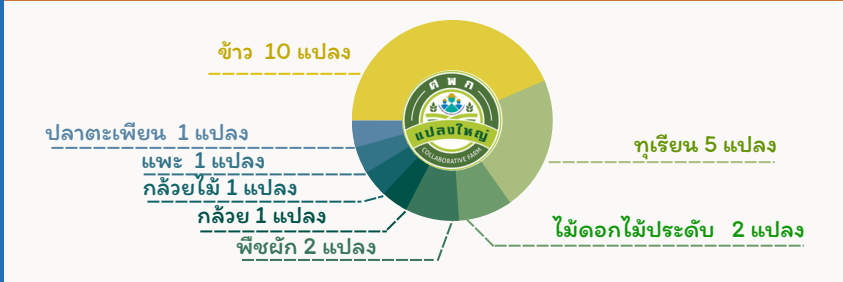 ข้าว 10 แปลง
ศพก
แปลงใหญ่
COLLABORATIVE FARM
ปลาตะเพียน 1 แปลง
แพะ 1 แปลง
ทุเรียน 5 แปลง
กล้วยไม้ 1 แปลง
กล้วย 1 แปลง
ไม้ดอกไม้ประดับ 2 แปลง
พืชผัก 2 แปลง